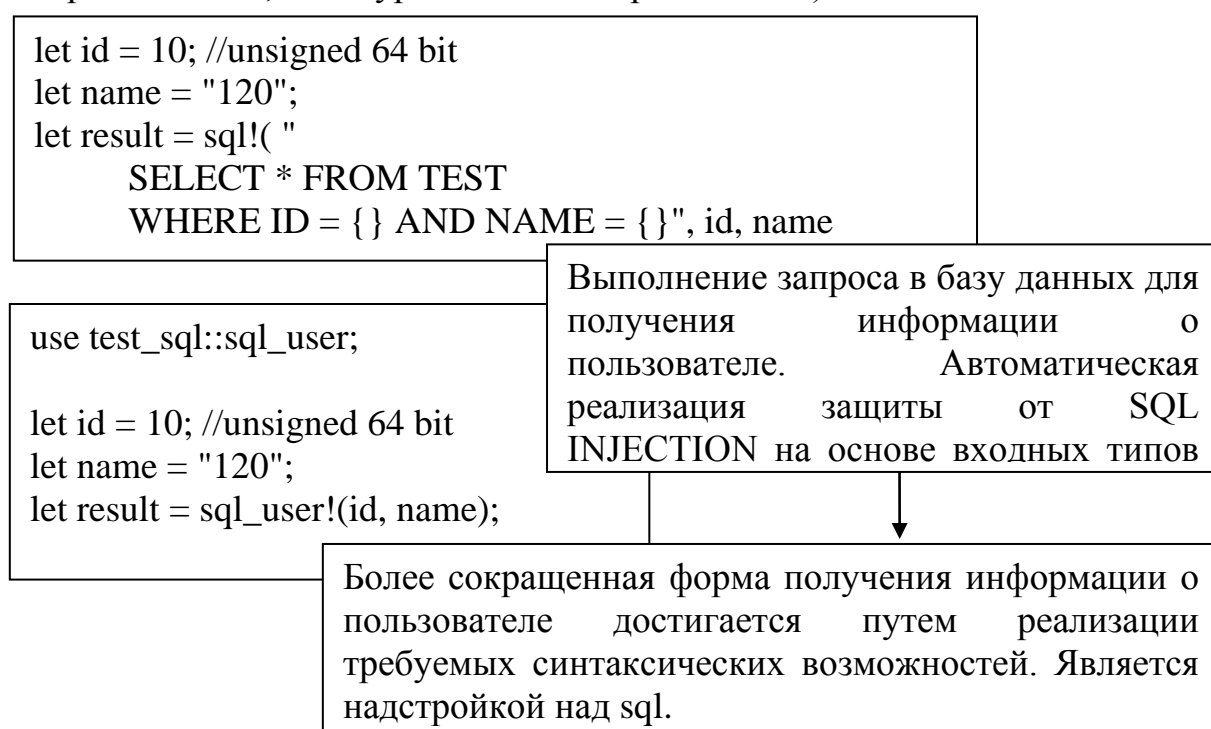 let id = 10; //unsigned 64 bit
let name = "120";
let result = sql!( "
SELECT * FROM TEST
WHERE ID = {} AND NAME = {}", id, name
Выполнение запроса в базу данных для
получения информации о
пользователе. Автоматическая
реализация защиты от SQL
INJECTION на основе входных типов
use test_sql::sql_user;
let id = 10; //unsigned 64 bit
let name = "120";
let result = sql_user!(id, name);
Более сокращенная форма получения информации о
пользователе достигается путем реализации
требуемых синтаксических возможностей. Является
надстройкой над sql.